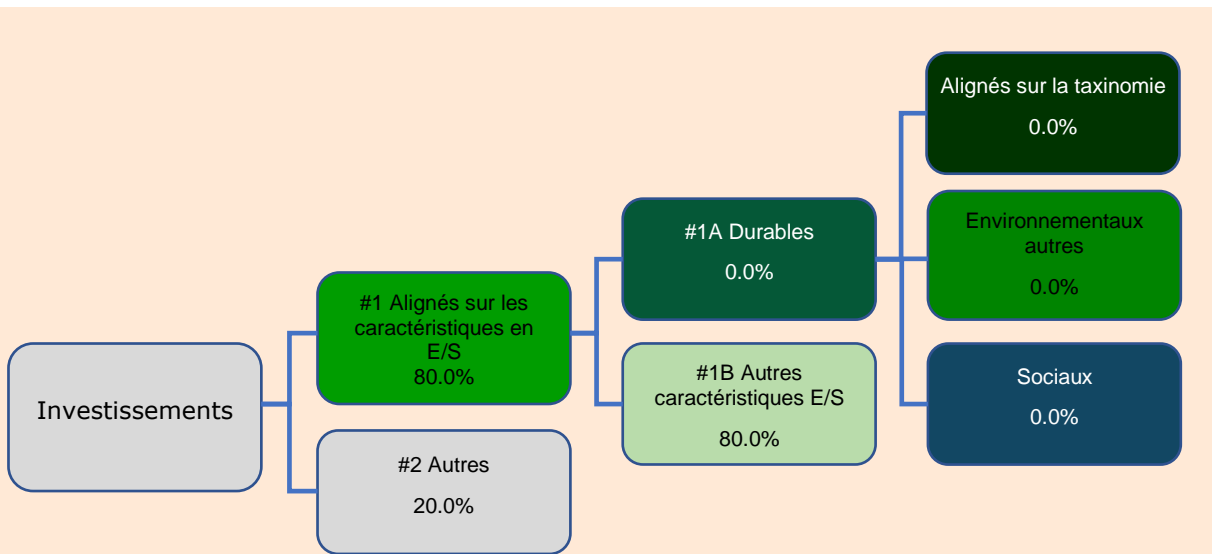 Investissements
#1 Alignés sur les
caractéristiques en
E/S
80.0%
#2 Autres
20.0%
#1A Durables
0.0%
#1B Autres
caractéristiques E/S
80.0%
Alignés sur la taxinomie
0.0%
Environnementaux
autres
0.0%
Sociaux
0.0%